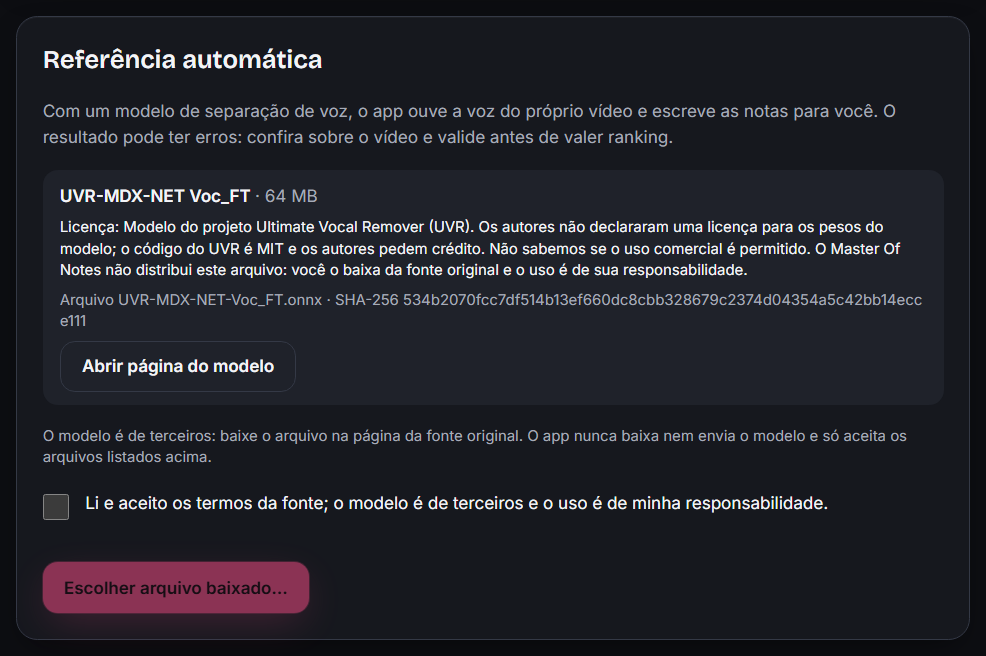 Referência automática
Com um modelo de separação de voz, o app ouve a voz do próprio vídeo e escreve as notas para você. O
resultado pode ter erros: confira sobre o vídeo e valide antes de valer ranking.
UVR-MDX-NET Voc_FT · 64 MB
Licença: Modelo do projeto Ultimate Vocal Remover (UVR). Os autores não declararam uma licença para os pesos do
modelo; o código do UVR é MIT e os autores pedem crédito. Não sabemos se o uso comercial é permitido. O Master Of
Notes não distribui este arquivo: você o baixa da fonte original e o uso é de sua responsabilidade.
Arquivo UVR-MDX-NET-Voc_FT.onnx · SHA-256 534b2070fcc7df514b13ef660dc8cbb328679c2374d04354a5c42bb14ecc
e111
Abrir página do modelo
O modelo é de terceiros: baixe o arquivo na página da fonte original. O app nunca baixa nem envia o modelo e só aceita os
arquivos listados acima.
Li e aceito os termos da fonte; o modelo é de terceiros e o uso é de minha responsabilidade.
Escolher arquivo baixado...